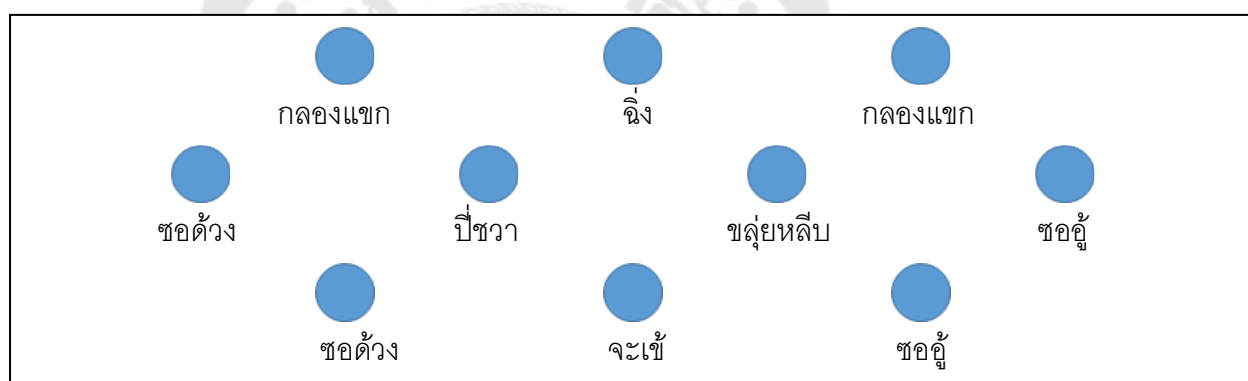 กลองแขก ฉิ่ง กลองแขก
ซอด้วง ปี่ชวา ขลุ่ยหลีบ ซออู้
ซอด้วง จะเข้ ซออู้